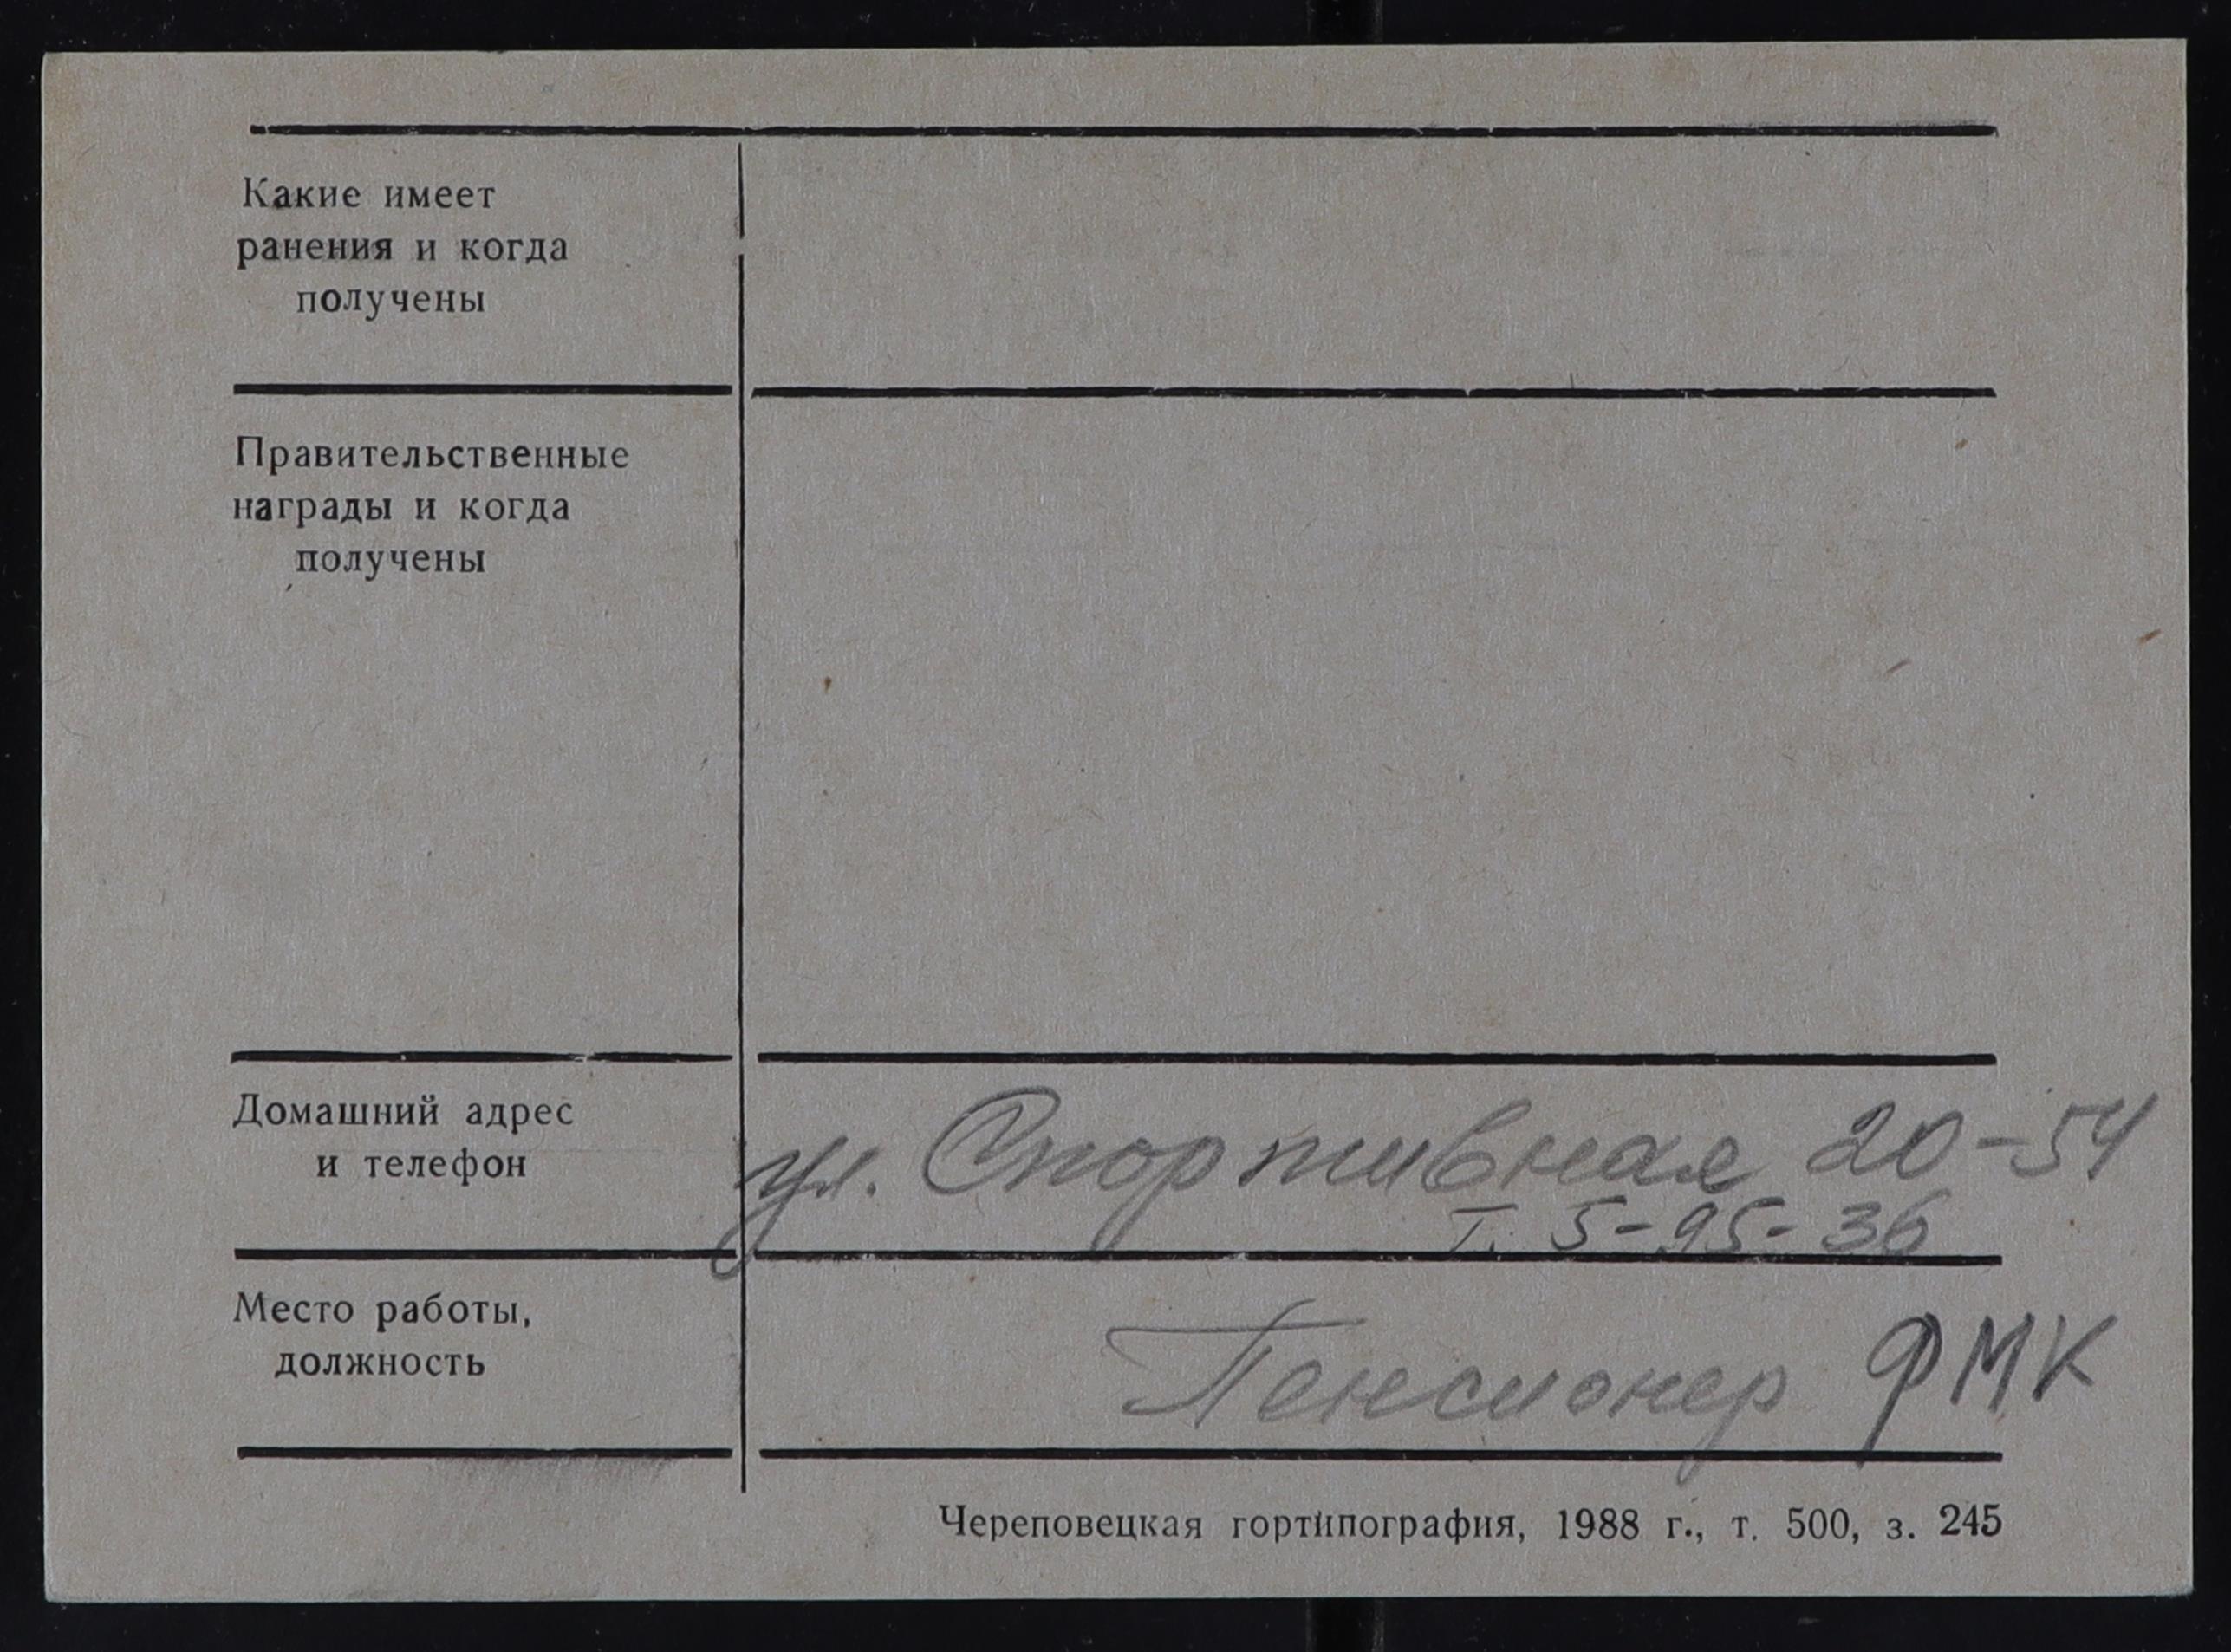 Какие имеет
ранения и когда
получены
Правительственные
награды и когда
получены
Домашний адрес
и телефон
ул. Спортивная 20-54
т. 5-95-36
Место работы,
должность
Пенсионер ФМК
Череповецкая гортипография, 1988 г., т. 500, з. 245